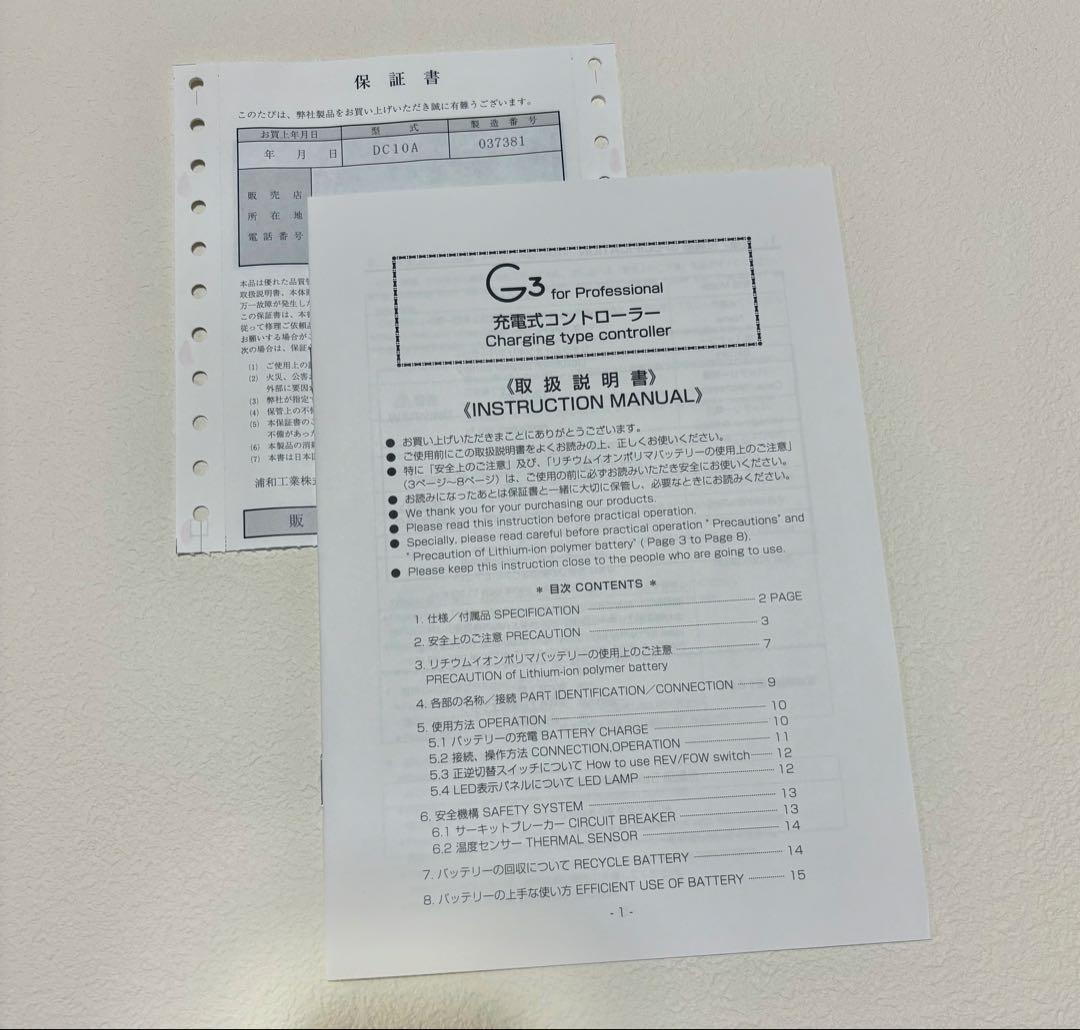 保証書
このたびは、弊社製品をお買い上げいただき誠に有難うございます。
お買上年月日 型式 製造番号
年 月 日 DC10A 037381
販売店
所在地
電話番号
本品は優れた品質
取扱説明書、本体
万一故障が発生した
この保証書は、本
従って修理ご依頼
お願いする場合が
次の場合は、保証
(1) ご使用上の
(2) 火災、公害
外部に要因
(3) 弊社が指定
(4) 保管上の不
(5) 本保証書の
不備があっ
(6) 本製品の消
(7) 本書は日本
浦和工業株式
販
G3 for Professional
充電式コントローラー
Charging type controller
《取扱説明書》
《INSTRUCTION MANUAL》
● お買い上げいただきまことにありがとうございます。
● ご使用前にこの取扱説明書をよくお読みの上、正しくお使いください。
● 特に「安全上のご注意」及び、「リチウムイオンポリマバッテリーの使用上のご注意」
(3ページ〜8ページ)は、ご使用の前に必ずお読みいただき安全にお使いください。
● お読みになったあとは保証書と一緒に大切に保管し、必要なときにお読みください。
● We thank you for your purchasing our products.
● Please read this instruction before practical operation.
● Specially, please read careful before practical operation " Precautions" and
" Precaution of Lithium-ion polymer battery" ( Page 3 to Page 8).
● Please keep this instruction close to the people who are going to use.
* 目次 CONTENTS *
1. 仕様/付属品 SPECIFICATION 2 PAGE
2. 安全上のご注意 PRECAUTION 3
3. リチウムイオンポリマバッテリーの使用上のご注意 7
PRECAUTION of Lithium-ion polymer battery
4. 各部の名称/接続 PART IDENTIFICATION/CONNECTION 9
5. 使用方法 OPERATION 10
5.1 バッテリーの充電 BATTERY CHARGE 10
5.2 接続、操作方法 CONNECTION,OPERATION 11
5.3 正逆切替スイッチについて How to use REV/FOW switch 12
5.4 LED表示パネルについて LED LAMP 12
6. 安全機構 SAFETY SYSTEM 13
6.1 サーキットブレーカー CIRCUIT BREAKER 13
6.2 温度センサー THERMAL SENSOR 14
7. バッテリーの回収について RECYCLE BATTERY 14
8. バッテリーの上手な使い方 EFFICIENT USE OF BATTERY 15
- 1 -